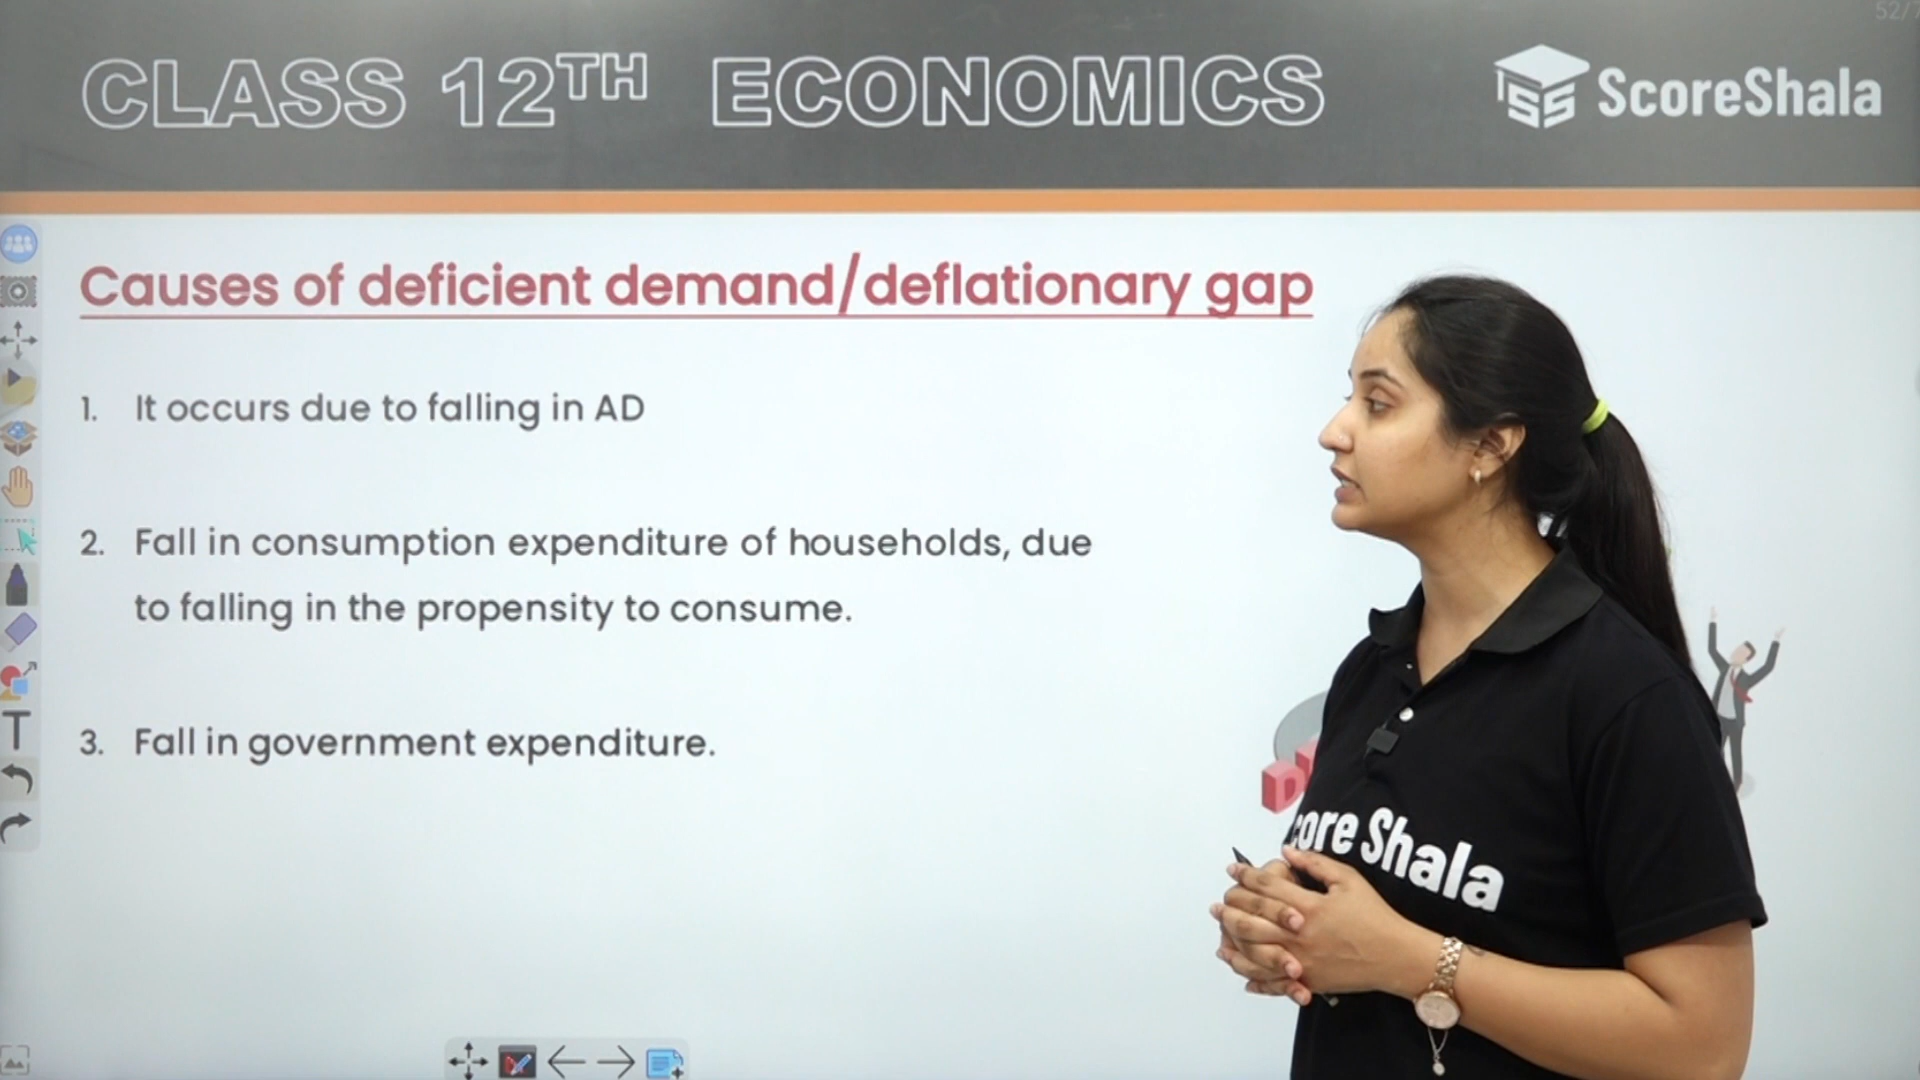 CLASS 12TH ECONOMICS
ScoreShala
Causes of deficient demand/deflationary gap
1. It occurs due to falling in AD
2. Fall in consumption expenditure of households, due
to falling in the propensity to consume.
3. Fall in government expenditure.
core Shala
D
T